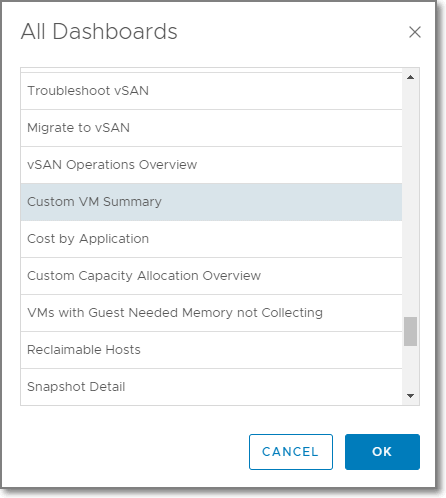 All Dashboards
Troubleshoot vSAN
Migrate to vSAN
vSAN Operations Overview
Custom VM Summary
Cost by Application
Custom Capacity Allocation Overview
VMs with Guest Needed Memory not Collecting
Reclaimable Hosts
Snapshot Detail
CANCEL OK